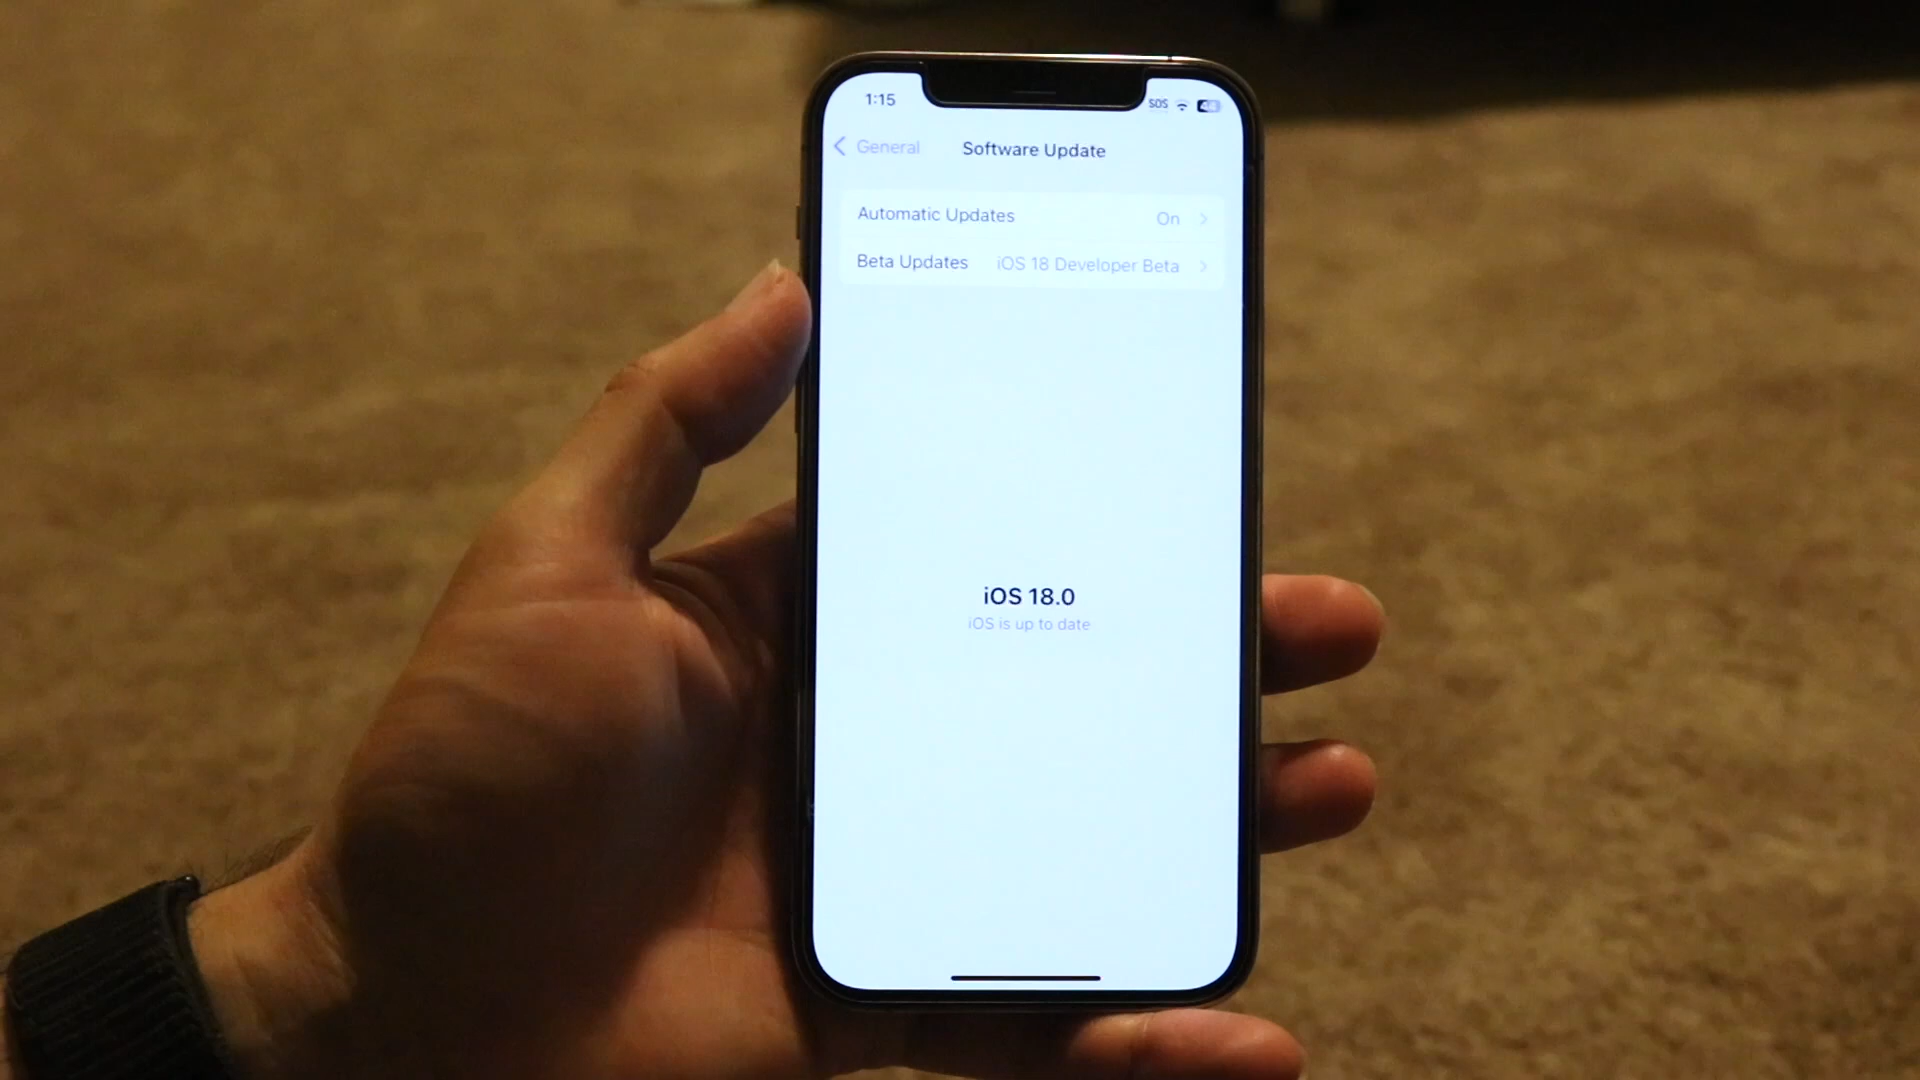 1:15 SOS 44
General Software Update
Automatic Updates On
Beta Updates iOS 18 Developer Beta
iOS 18.0
iOS is up to date